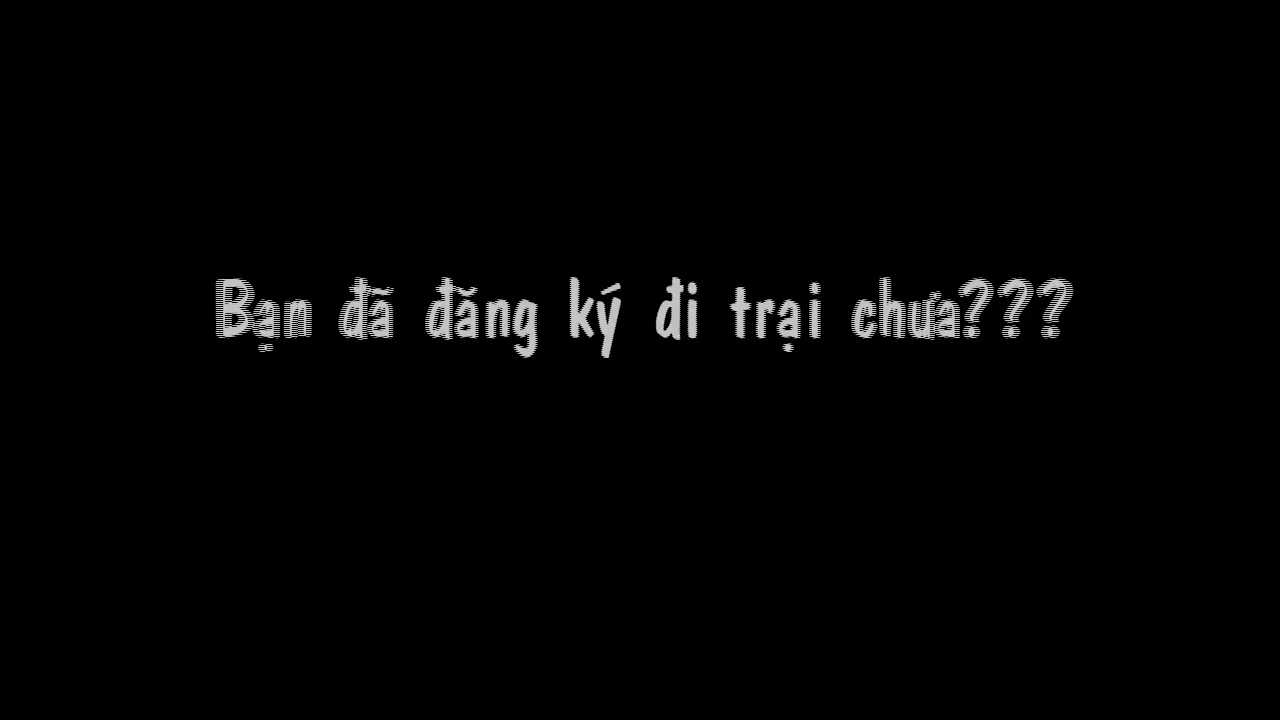 Bạn đã đăng ký đi trại chưa???